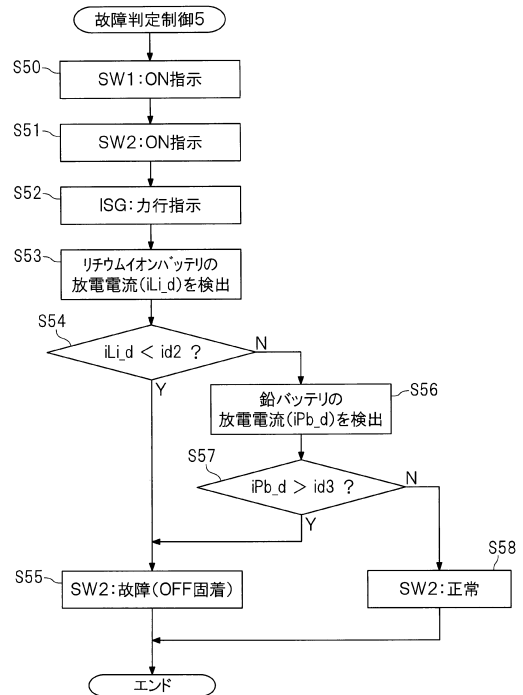 故障判定制御5
S50
SW1:ON指示
S51
SW2:ON指示
S52
ISG:力行指示
S53
リチウムイオンバッテリの
放電電流(iLi_d)を検出
S54
iLi_d < id2 ?
N
Y
S56
鉛バッテリの
放電電流(iPb_d)を検出
S57
iPb_d > id3 ?
N
Y
S55
SW2:故障(OFF固着)
S58
SW2:正常
エンド